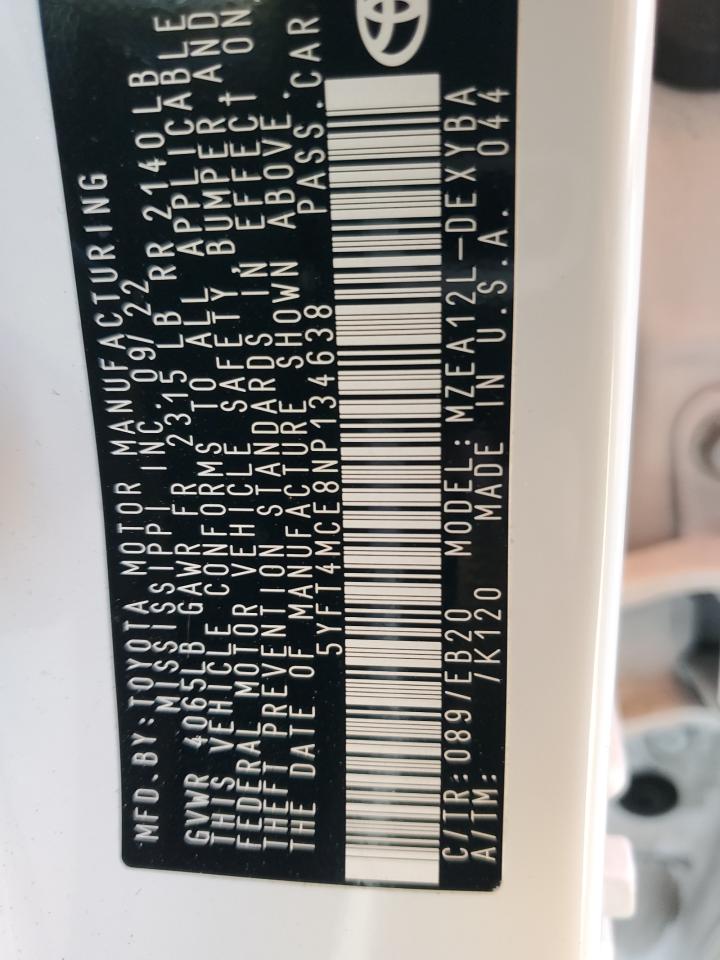 MFD.BY:TOYOTA MOTOR MANUFACTURING
MISSISSIPPI INC. 09/22
GVWR 4065LB GAWR FR 2315 LB RR 2140LB
THIS VEHICLE CONFORMS TO ALL APPLICABLE
FEDERAL MOTOR VEHICLE SAFETY, BUMPER AND
THEFT PREVENTION STANDARDS IN EFFECT ON
THE DATE OF MANUFACTURE SHOWN ABOVE.
5YFT4MCE8NP134638 PASS.CAR
C/TR:089/EB20 MODEL:MZEA12L-DEXYBA
A/TM: /K120 MADE IN U.S.A. 044